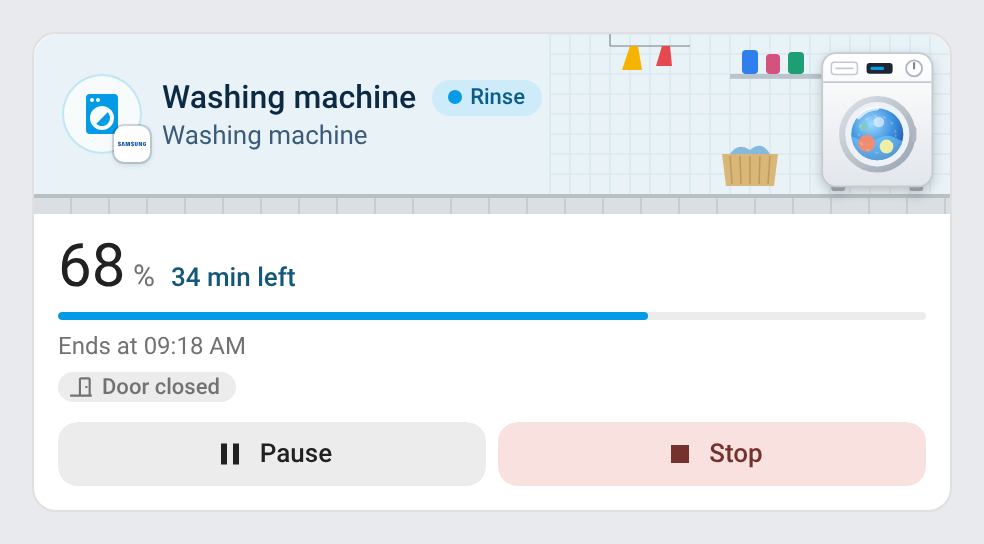 Washing machine
Rinse
SAMSUNG
Washing machine
68 % 34 min left
Ends at 09:18 AM
Door closed
Pause
Stop